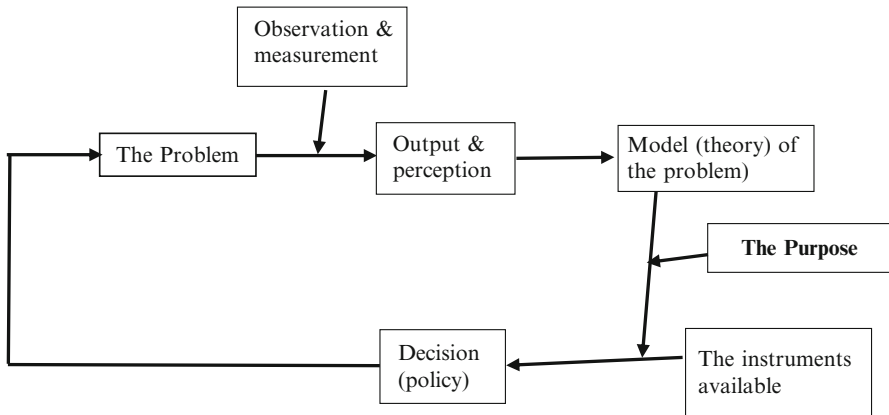 Observation &
measurement
The Problem
Output &
perception
Model (theory) of
the problem)
The Purpose
Decision
(policy)
The instruments
available